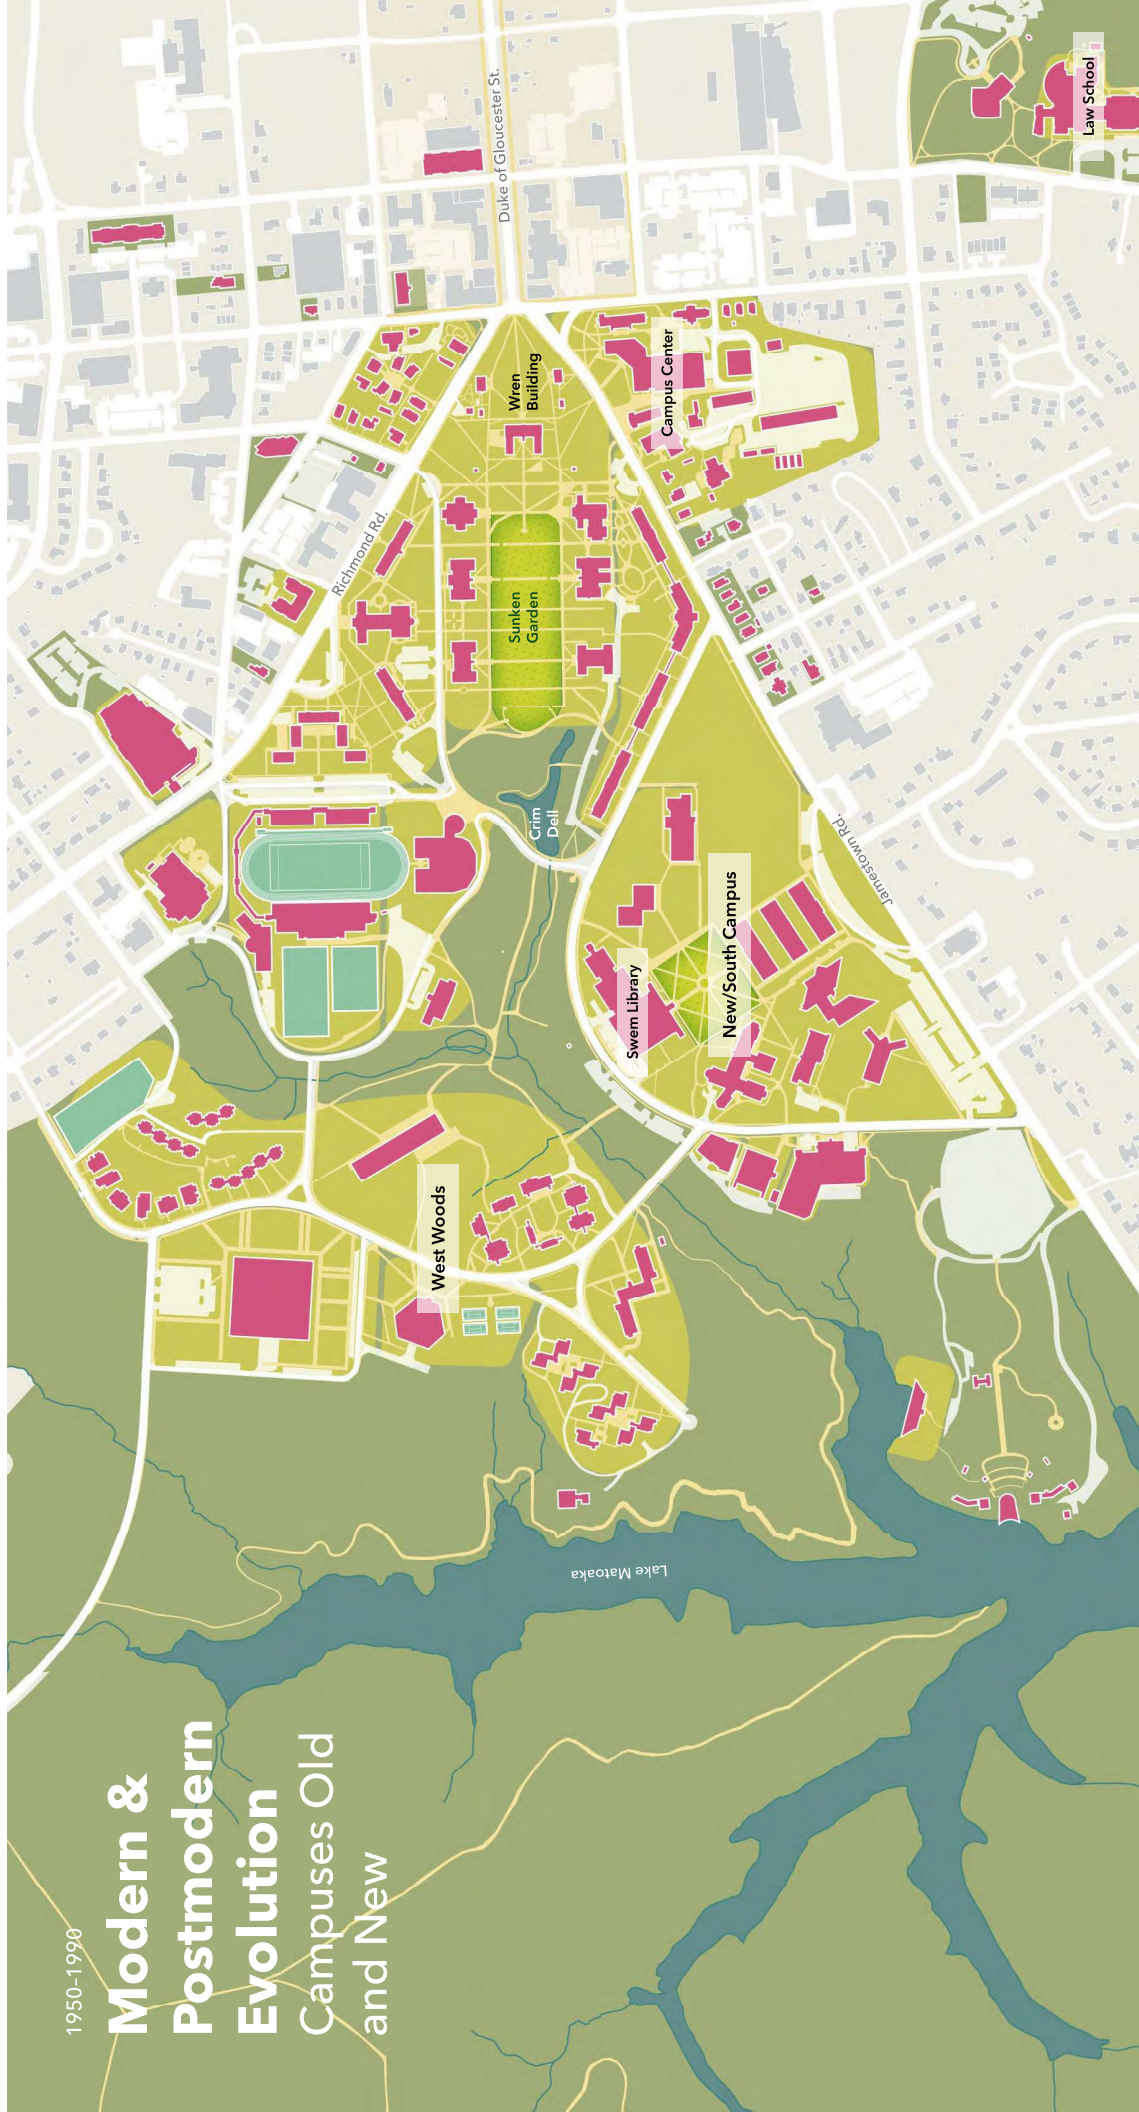 1950–1990
Modern &
Postmodern
Evolution
Campuses Old
and New
Lake Matoaka
West Woods
Swem Library
New/South Campus
Crim
Dell
Jamestown Rd.
Richmond Rd.
Sunken
Garden
Wren
Building
Campus Center
Duke of Gloucester St.
Law School